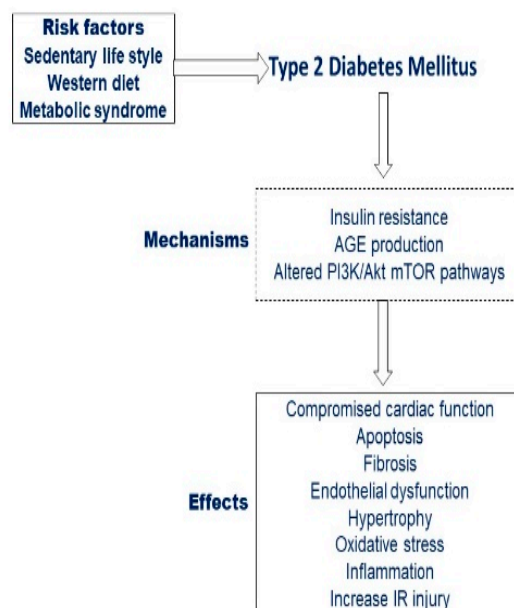 Risk factors
Sedentary life style
Western diet
Metabolic syndrome
Type 2 Diabetes Mellitus
Mechanisms
Insulin resistance
AGE production
Altered PI3K/Akt mTOR pathways
Effects
Compromised cardiac function
Apoptosis
Fibrosis
Endothelial dysfunction
Hypertrophy
Oxidative stress
Inflammation
Increase IR injury